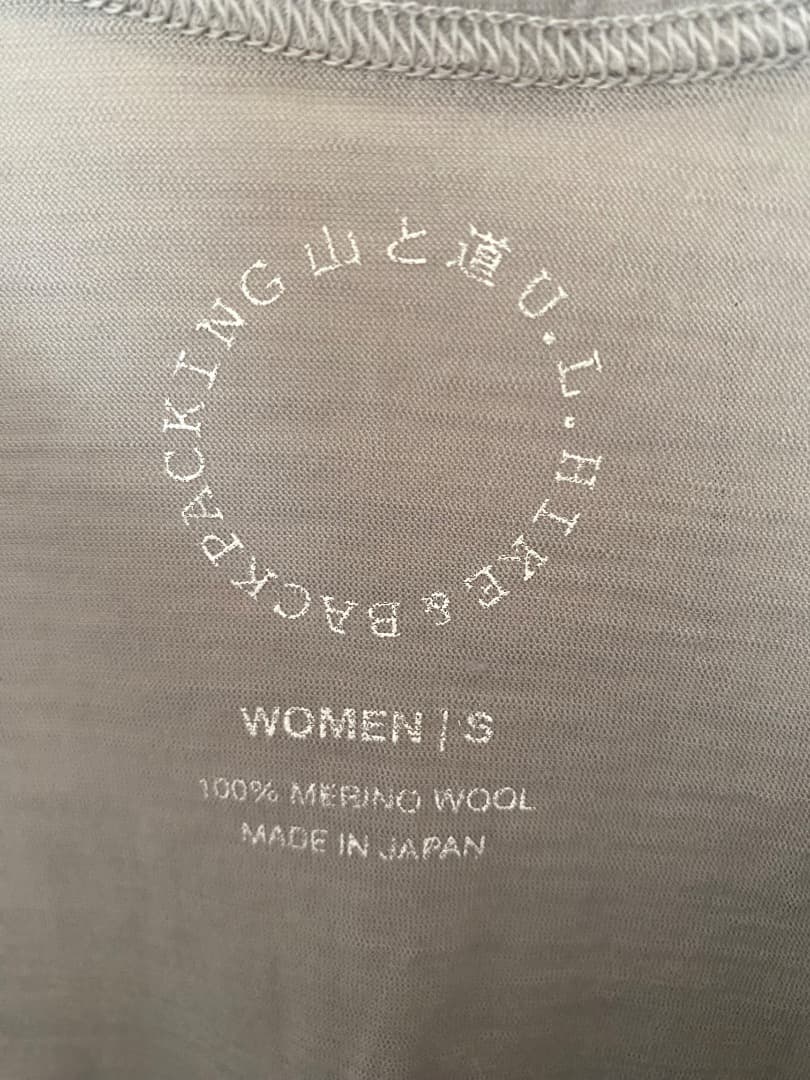 山と道 U.L. HIKE & BACKPACKING
WOMEN | S
100% MERINO WOOL
MADE IN JAPAN